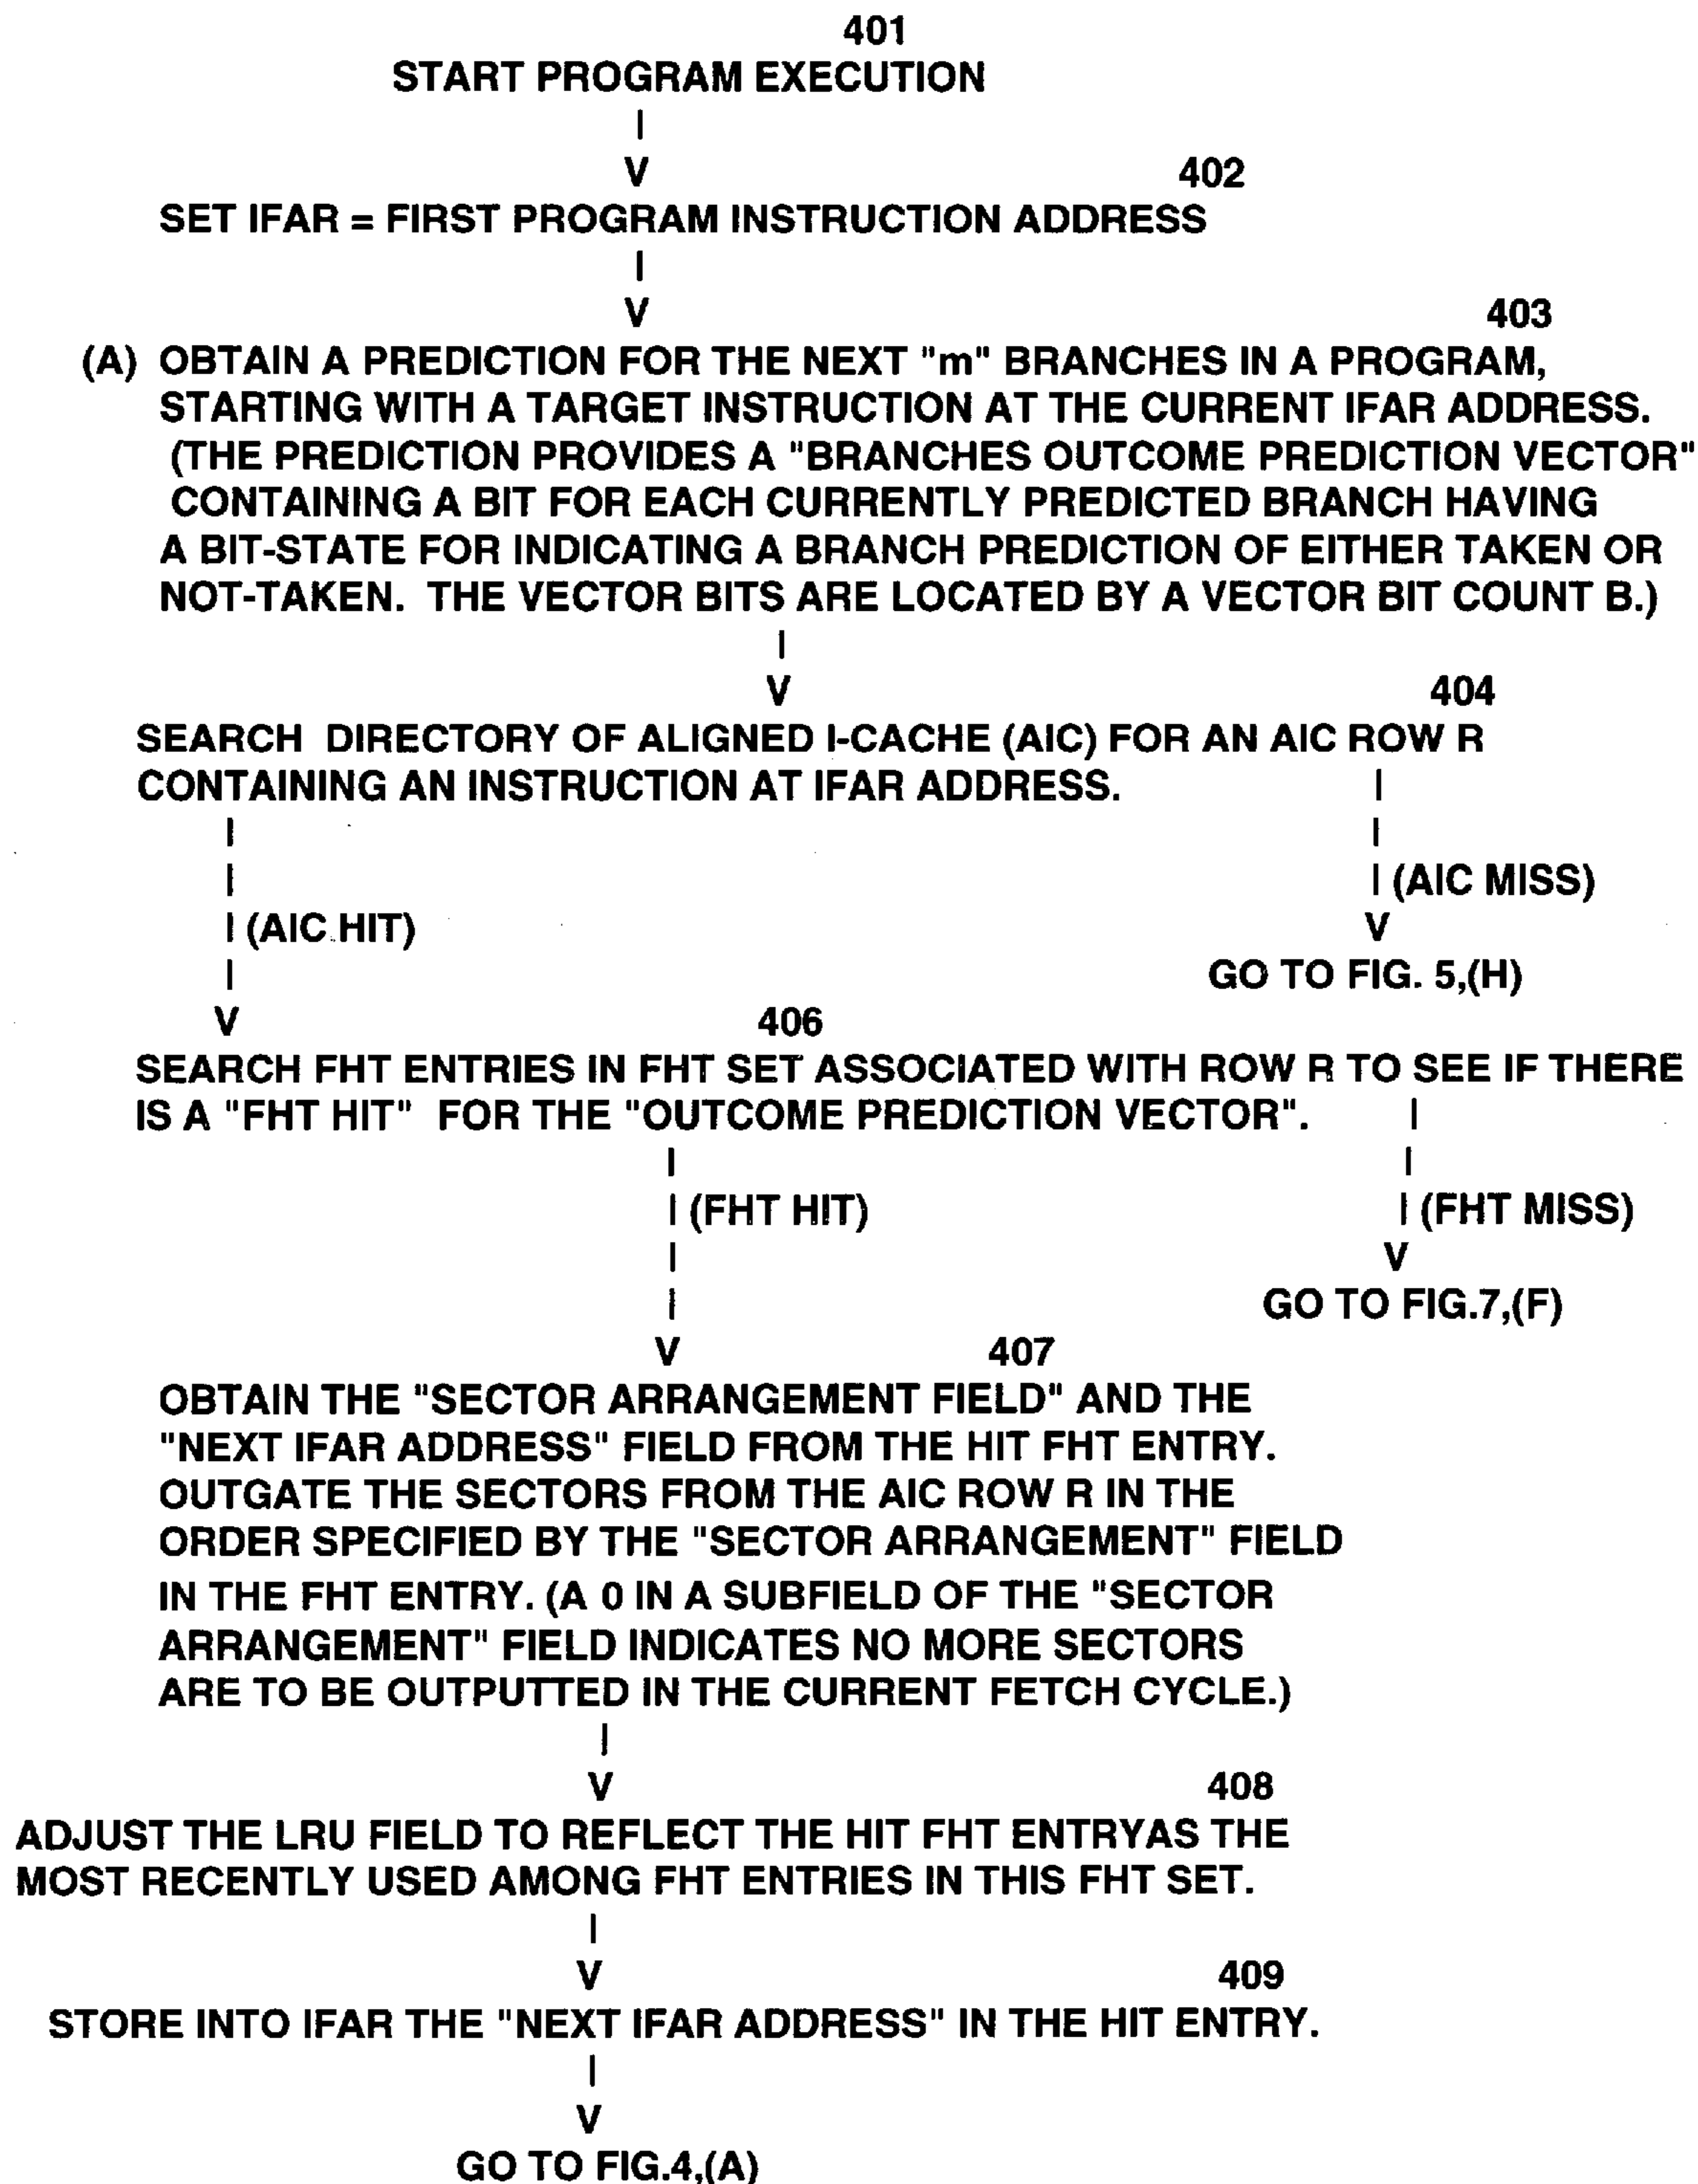 401
START PROGRAM EXECUTION
|
V
402
SET IFAR = FIRST PROGRAM INSTRUCTION ADDRESS
|
V
403
(A) OBTAIN A PREDICTION FOR THE NEXT "m" BRANCHES IN A PROGRAM,
STARTING WITH A TARGET INSTRUCTION AT THE CURRENT IFAR ADDRESS.
(THE PREDICTION PROVIDES A "BRANCHES OUTCOME PREDICTION VECTOR"
CONTAINING A BIT FOR EACH CURRENTLY PREDICTED BRANCH HAVING
A BIT-STATE FOR INDICATING A BRANCH PREDICTION OF EITHER TAKEN OR
NOT-TAKEN. THE VECTOR BITS ARE LOCATED BY A VECTOR BIT COUNT B.)
|
V
404
SEARCH DIRECTORY OF ALIGNED I-CACHE (AIC) FOR AN AIC ROW R
CONTAINING AN INSTRUCTION AT IFAR ADDRESS. |
| |
| | (AIC MISS)
| (AIC HIT) V
| GO TO FIG. 5,(H)
V 406
SEARCH FHT ENTRIES IN FHT SET ASSOCIATED WITH ROW R TO SEE IF THERE
IS A "FHT HIT" FOR THE "OUTCOME PREDICTION VECTOR". |
| |
| (FHT HIT) | (FHT MISS)
| V
| GO TO FIG.7,(F)
V 407
OBTAIN THE "SECTOR ARRANGEMENT FIELD" AND THE
"NEXT IFAR ADDRESS" FIELD FROM THE HIT FHT ENTRY.
OUTGATE THE SECTORS FROM THE AIC ROW R IN THE
ORDER SPECIFIED BY THE "SECTOR ARRANGEMENT" FIELD
IN THE FHT ENTRY. (A 0 IN A SUBFIELD OF THE "SECTOR
ARRANGEMENT" FIELD INDICATES NO MORE SECTORS
ARE TO BE OUTPUTTED IN THE CURRENT FETCH CYCLE.)
|
V 408
ADJUST THE LRU FIELD TO REFLECT THE HIT FHT ENTRYAS THE
MOST RECENTLY USED AMONG FHT ENTRIES IN THIS FHT SET.
|
V 409
STORE INTO IFAR THE "NEXT IFAR ADDRESS" IN THE HIT ENTRY.
|
V
GO TO FIG.4,(A)